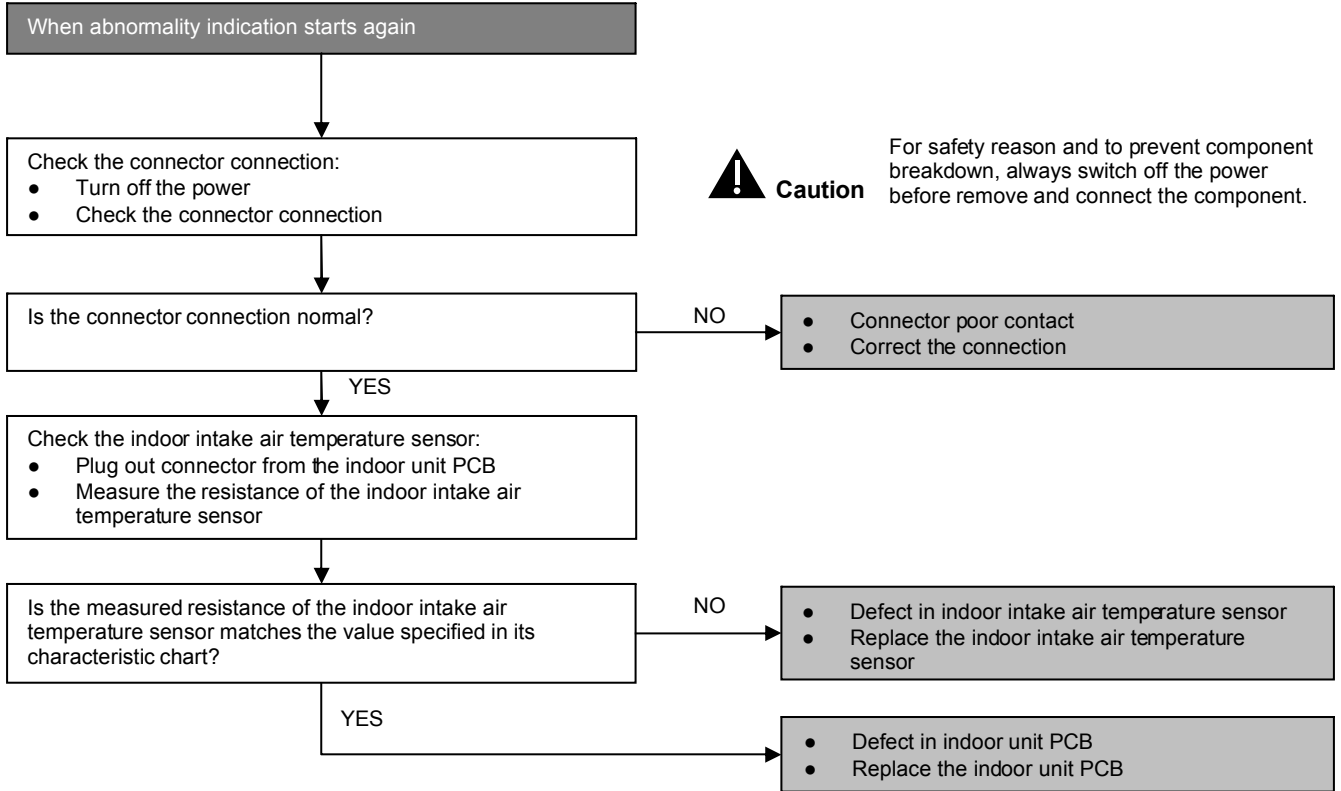 When abnormality indication starts again
Check the connector connection:
● Turn off the power
● Check the connector connection
For safety reason and to prevent component
breakdown, always switch off the power
before remove and connect the component.
Caution
Is the connector connection normal?
NO
● Connector poor contact
● Correct the connection
YES
Check the indoor intake air temperature sensor:
● Plug out connector from the indoor unit PCB
● Measure the resistance of the indoor intake air
temperature sensor
Is the measured resistance of the indoor intake air
temperature sensor matches the value specified in its
characteristic chart?
NO
● Defect in indoor intake air temperature sensor
● Replace the indoor intake air temperature
sensor
YES
● Defect in indoor unit PCB
● Replace the indoor unit PCB